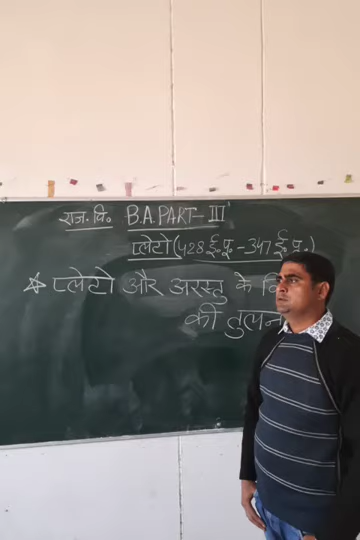 राज. वि. B.A. PART-III
प्लेटो (428 ई. पू. - 347 ई. पू.)
☆ प्लेटो और अरस्तु के
की तुलन